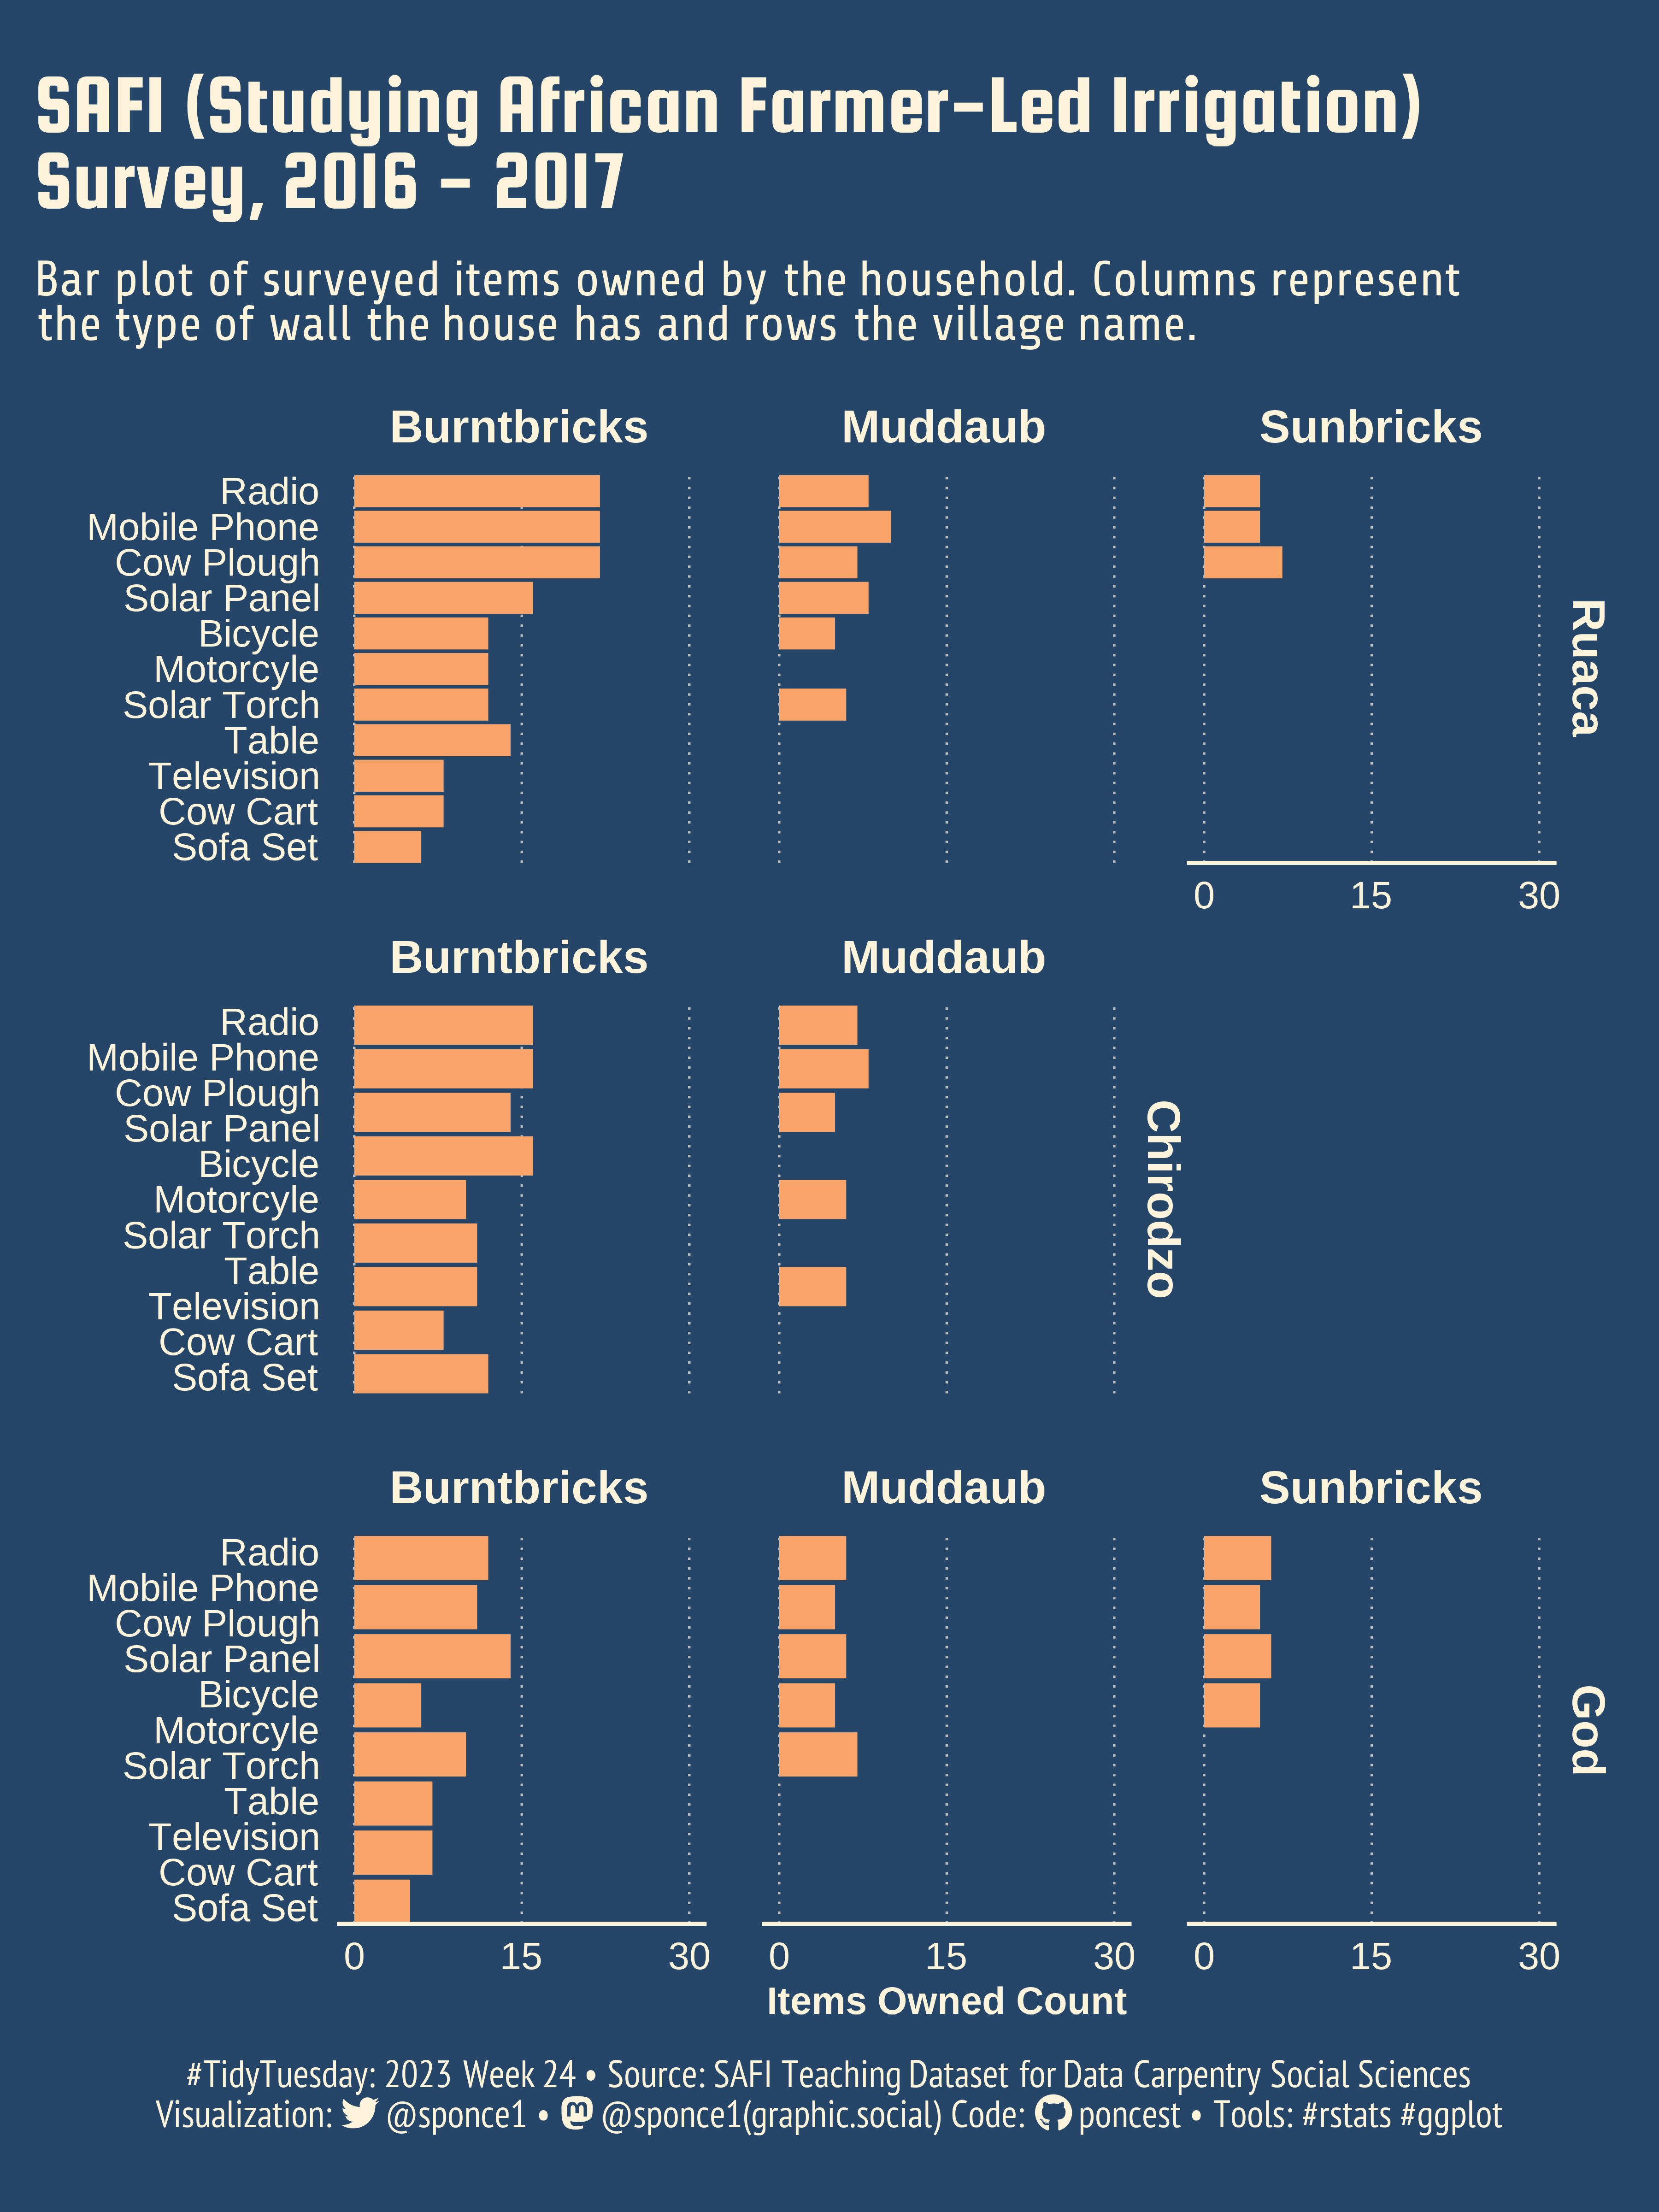 SAFI (Studying African Farmer-Led Irrigation)
Survey, 2016 - 2017
Bar plot of surveyed items owned by the household. Columns represent
the type of wall the house has and rows the village name.
Burntbricks Muddaub Sunbricks
Radio
Mobile Phone
Cow Plough
Solar Panel
Bicycle
Motorcyle
Solar Torch
Table
Television
Cow Cart
Sofa Set
Ruaca
0 15 30
Burntbricks Muddaub
Radio
Mobile Phone
Cow Plough
Solar Panel
Bicycle
Motorcyle
Solar Torch
Table
Television
Cow Cart
Sofa Set
Chirodzo
Burntbricks Muddaub Sunbricks
Radio
Mobile Phone
Cow Plough
Solar Panel
Bicycle
Motorcyle
Solar Torch
Table
Television
Cow Cart
Sofa Set
God
0 15 30 0 15 30 0 15 30
Items Owned Count
#TidyTuesday: 2023 Week 24 • Source: SAFI Teaching Dataset for Data Carpentry Social Sciences
Visualization: @sponce1 • @sponce1(graphic.social) Code: poncest • Tools: #rstats #ggplot